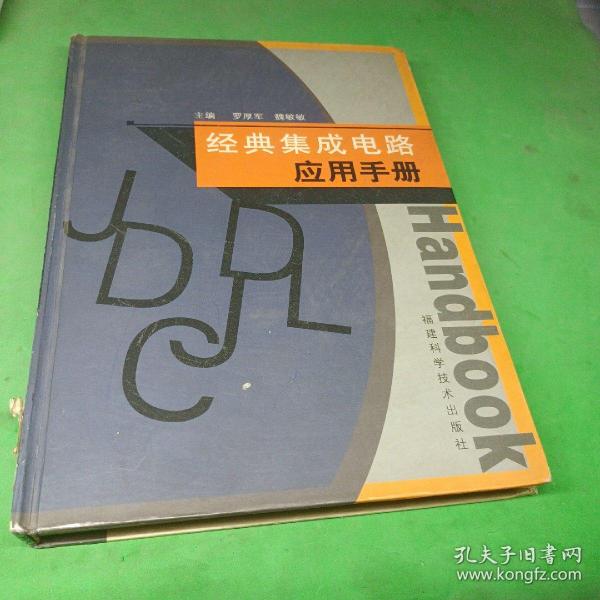 主编 罗厚军 魏敏敏
经典集成电路
应用手册
Handbook
JDCJDPL
福建科学技术出版社
孔夫子旧书网
www.kongfz.com